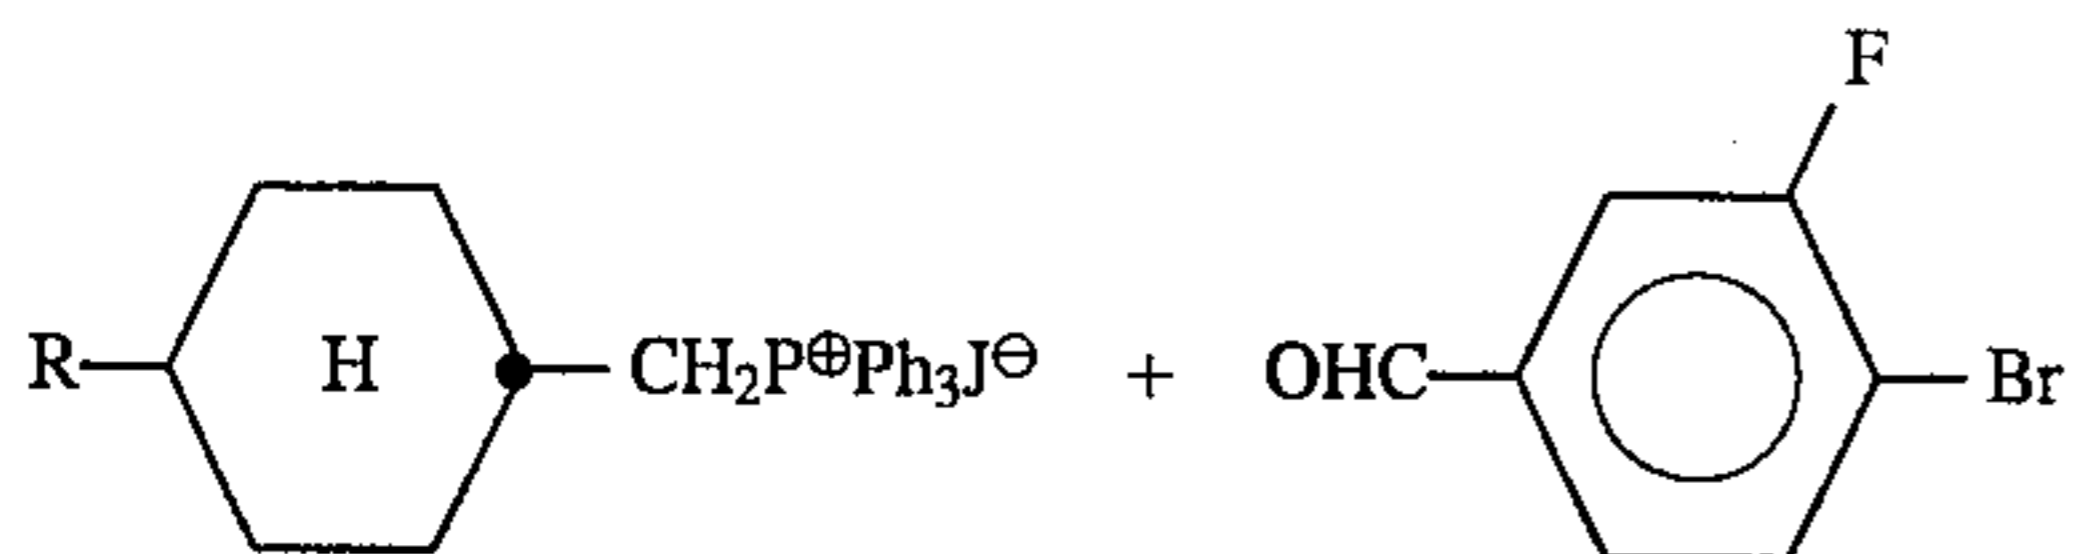 F
R H CH₂P⊕Ph₃J⊖ + OHC Br